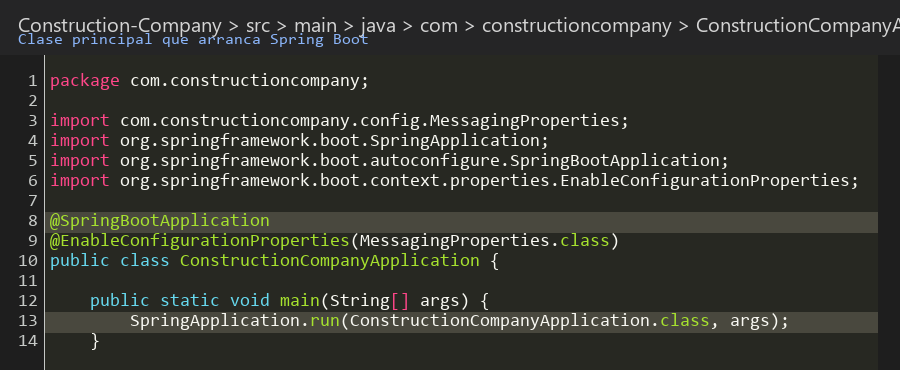 Construction-Company > src > main > java > com > constructioncompany > ConstructionCompanyA
Clase principal que arranca Spring Boot
1 package com.constructioncompany;
2
3 import com.constructioncompany.config.MessagingProperties;
4 import org.springframework.boot.SpringApplication;
5 import org.springframework.boot.autoconfigure.SpringBootApplication;
6 import org.springframework.boot.context.properties.EnableConfigurationProperties;
7
8 @SpringBootApplication
9 @EnableConfigurationProperties(MessagingProperties.class)
10 public class ConstructionCompanyApplication {
11
12     public static void main(String[] args) {
13         SpringApplication.run(ConstructionCompanyApplication.class, args);
14     }